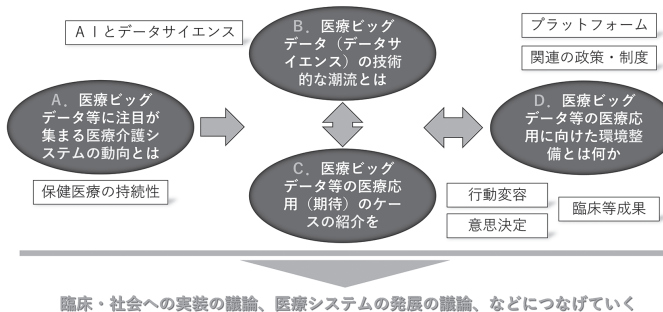 AIとデータサイエンス
B. 医療ビッグ
データ(データサ
イエンス)の技術
的な潮流とは
プラットフォーム
関連の政策・制度
A. 医療ビッグ
データ等に注目が
集まる医療介護シ
ステムの動向とは
保健医療の持続性
C. 医療ビッグ
データ等の医療応
用(期待)のケー
スの紹介を
D. 医療ビッグ
データ等の医療応
用に向けた環境整
備とは何か
行動変容
意思決定
臨床等成果
臨床・社会への実装の議論、医療システムの発展の議論、などにつなげていく